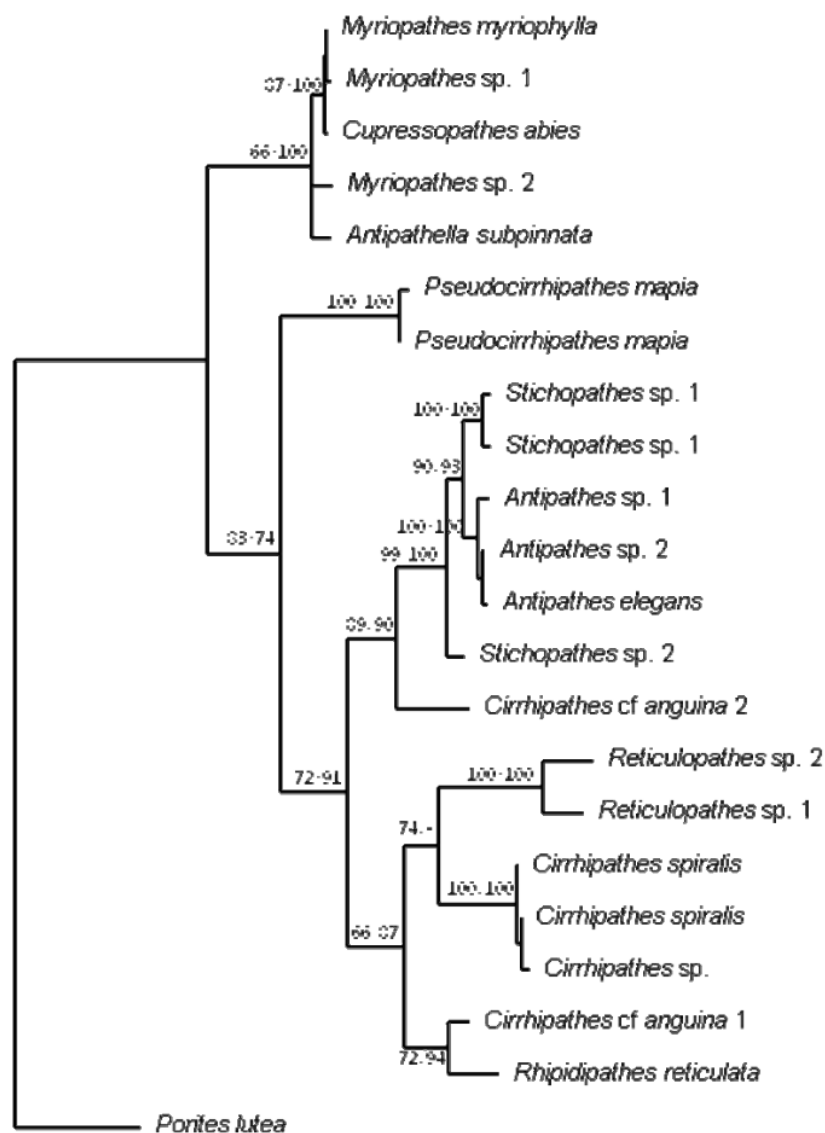 Myriopathes myriophylla
Myriopathes sp. 1
Cupressopathes abies
66-100
Myriopathes sp. 2
Antipathella subpinnata
Pseudocirrhipathes mapia
100-100
Pseudocirrhipathes mapia
Stichopathes sp. 1
100-100
Stichopathes sp. 1
90.93
Antipathes sp. 1
100-100
Antipathes sp. 2
99-100
Antipathes elegans
Stichopathes sp. 2
Cirrhipathes cf anguina 2
Reticulopathes sp. 2
72-91
100-100
Reticulopathes sp. 1
74.-
Cirrhipathes spiralis
100.100
Cirrhipathes spiralis
Cirrhipathes sp.
Cirrhipathes cf anguina 1
72.94
Rhipidipathes reticulata
Porites lutea